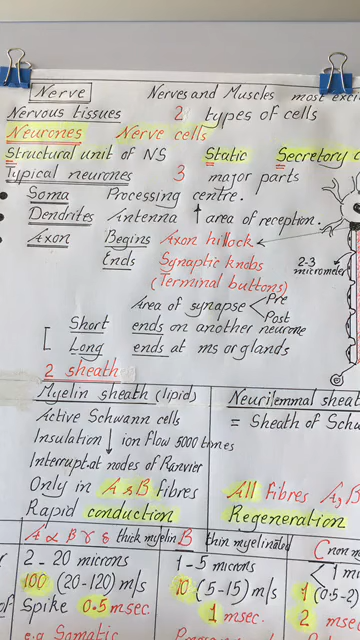 Nerve Nerves and Muscles most exci
Nervous tissues 2 types of cells
Neurones Nerve cells
Structural unit of NS Static Secretory
Typical neurones 3 major parts
Soma Processing centre.
Dendrites Antenna ↑ area of reception.
Axon Begins Axon hillock
Ends Synaptic knobs
(Terminal buttons)
2-3
micrometer
Area of synapse < Pre
Post
[ Short ends on another neurone
Long ends at ms or glands
2 sheath
Myelin sheath (lipid)
Active Schwann cells
Insulation ↓ ion flow 5000 times
Interrupt at nodes of Ranvier
Only in A & B fibres
Rapid conduction
Neurilemmal sheat
= Sheath of Schw
All Fibres A, B
Regeneration
A α β γ δ thick myelin
2-20 microns
100 (20-120) m/s
Spike 0.5 msec.
e.g Somatic
B thin myelinated
1-5 microns
10 (5-15) m/s
1 msec.
C non m
< 1 m
1 (0.5-2)
2 mse